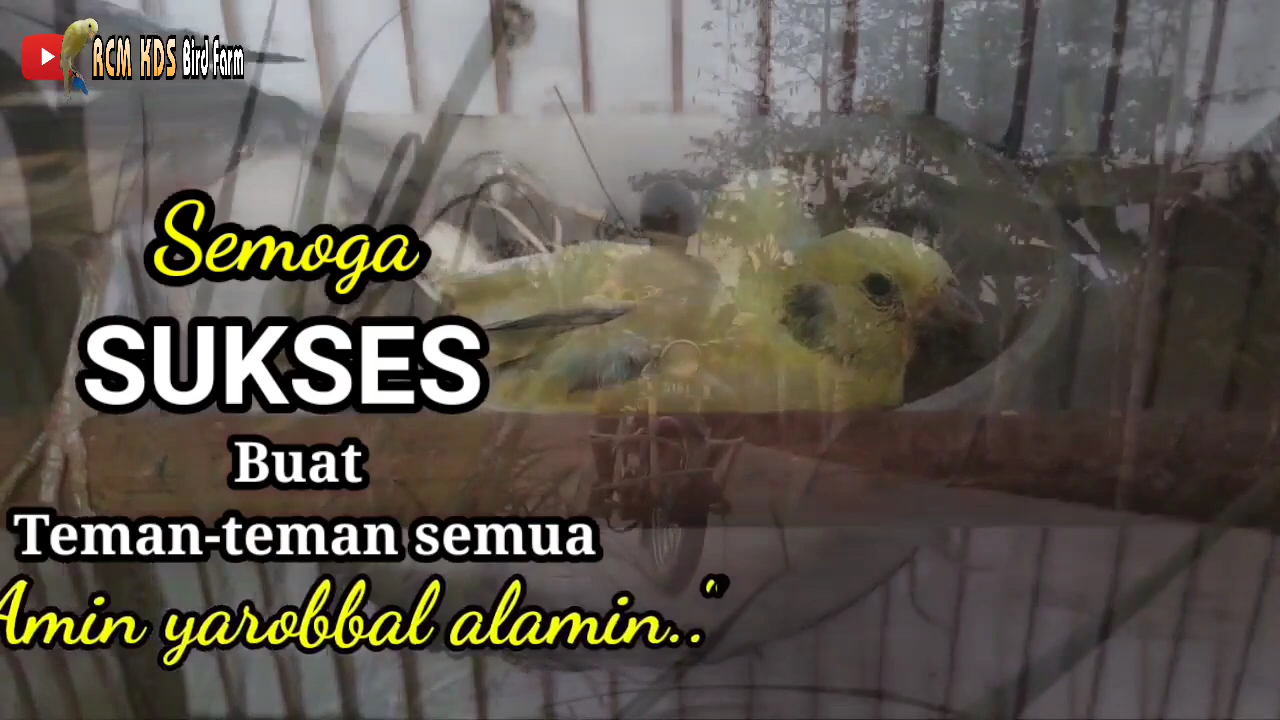 RCM KDS Bird Farm
Semoga
SUKSES
Buat
Teman-teman semua
Amin yarobbal alamin.."